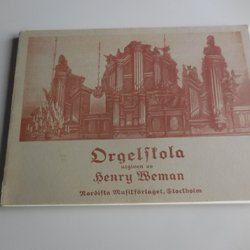 Orgelskola
utgiven av
Henry Weman
Nordiska Musikförlaget, Stockholm